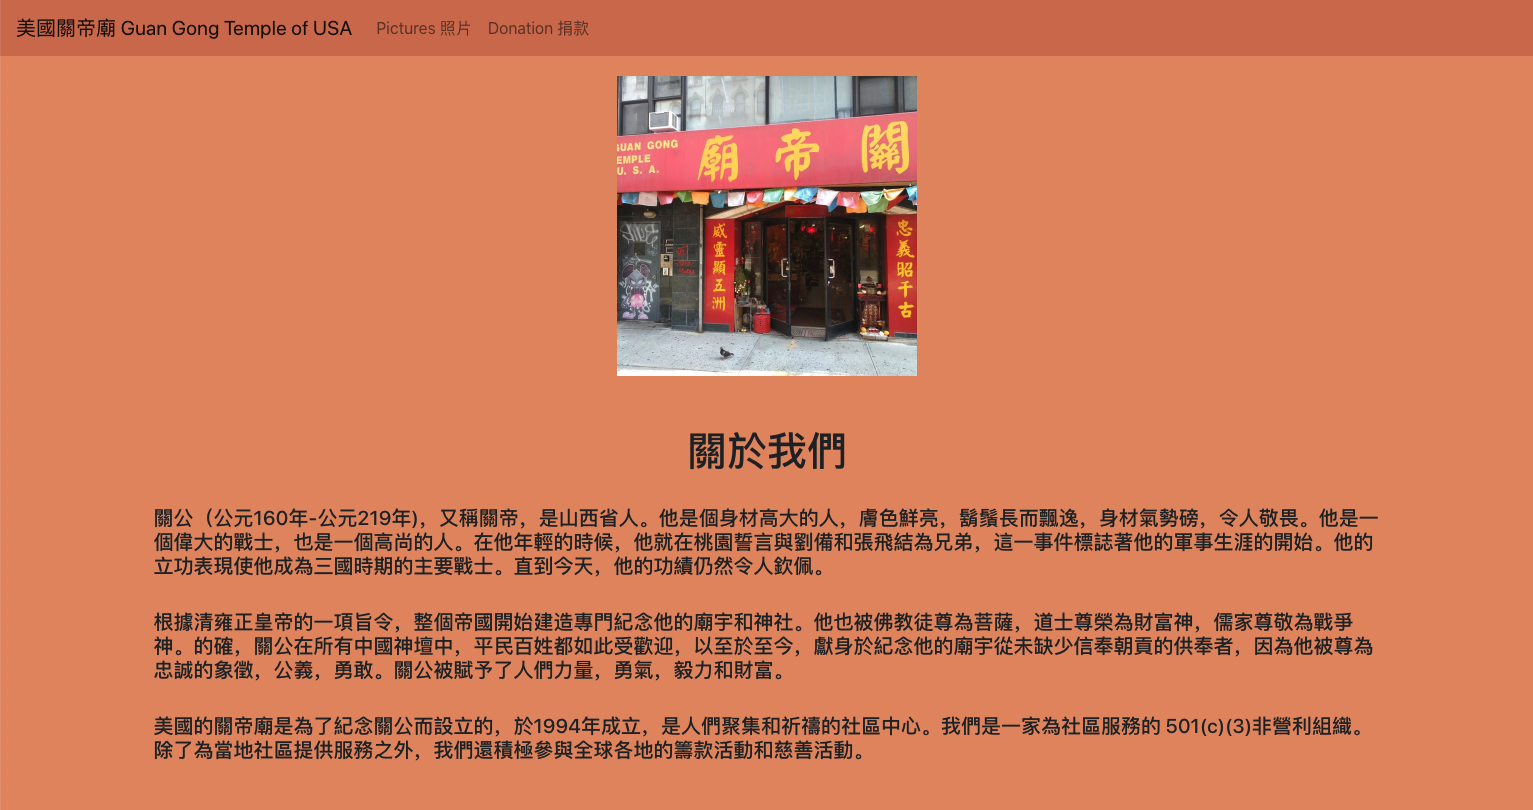 美國關帝廟 Guan Gong Temple of USA Pictures 照片 Donation 捐款
關帝廟
GUAN GONG
EMPLE
U. S. A.
威靈顯五洲
忠義昭千古
關於我們
關公（公元160年-公元219年)，又稱關帝，是山西省人。他是個身材高大的人，膚色鮮亮，鬍鬚長而飄逸，身材氣勢磅，令人敬畏。他是一
個偉大的戰士，也是一個高尚的人。在他年輕的時候，他就在桃園誓言與劉備和張飛結為兄弟，這一事件標誌著他的軍事生涯的開始。他的
立功表現使他成為三國時期的主要戰士。直到今天，他的功績仍然令人欽佩。
根據清雍正皇帝的一項旨令，整個帝國開始建造專門紀念他的廟宇和神社。他也被佛教徒尊為菩薩，道士尊榮為財富神，儒家尊敬為戰爭
神。的確，關公在所有中國神壇中，平民百姓都如此受歡迎，以至於至今，獻身於紀念他的廟宇從未缺少信奉朝貢的供奉者，因為他被尊為
忠誠的象徵，公義，勇敢。關公被賦予了人們力量，勇氣，毅力和財富。
美國的關帝廟是為了紀念關公而設立的，於1994年成立，是人們聚集和祈禱的社區中心。我們是一家為社區服務的 501(c)(3)非營利組織。
除了為當地社區提供服務之外，我們還積極參與全球各地的籌款活動和慈善活動。